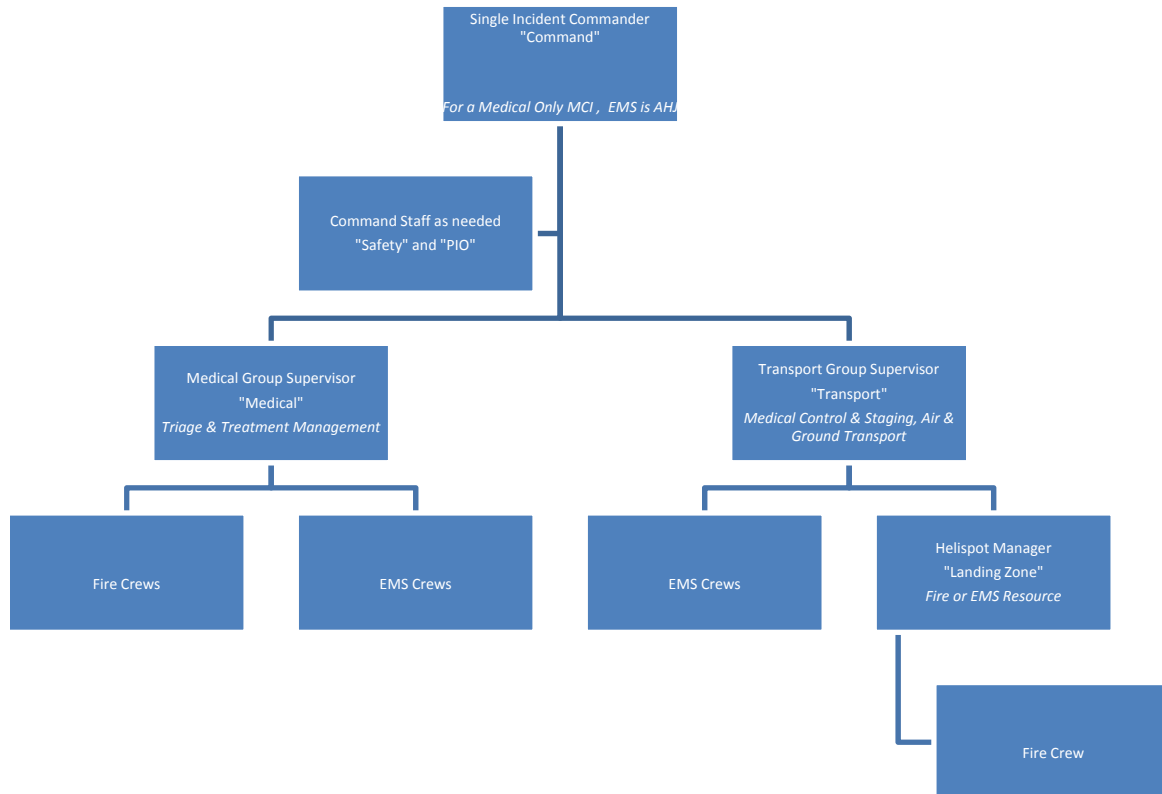 Single Incident Commander
"Command"
For a Medical Only MCI , EMS is AHJ
Command Staff as needed
"Safety" and "PIO"
Medical Group Supervisor
"Medical"
Triage & Treatment Management
Transport Group Supervisor
"Transport"
Medical Control & Staging, Air &
Ground Transport
Fire Crews
EMS Crews
EMS Crews
Helispot Manager
"Landing Zone"
Fire or EMS Resource
Fire Crew